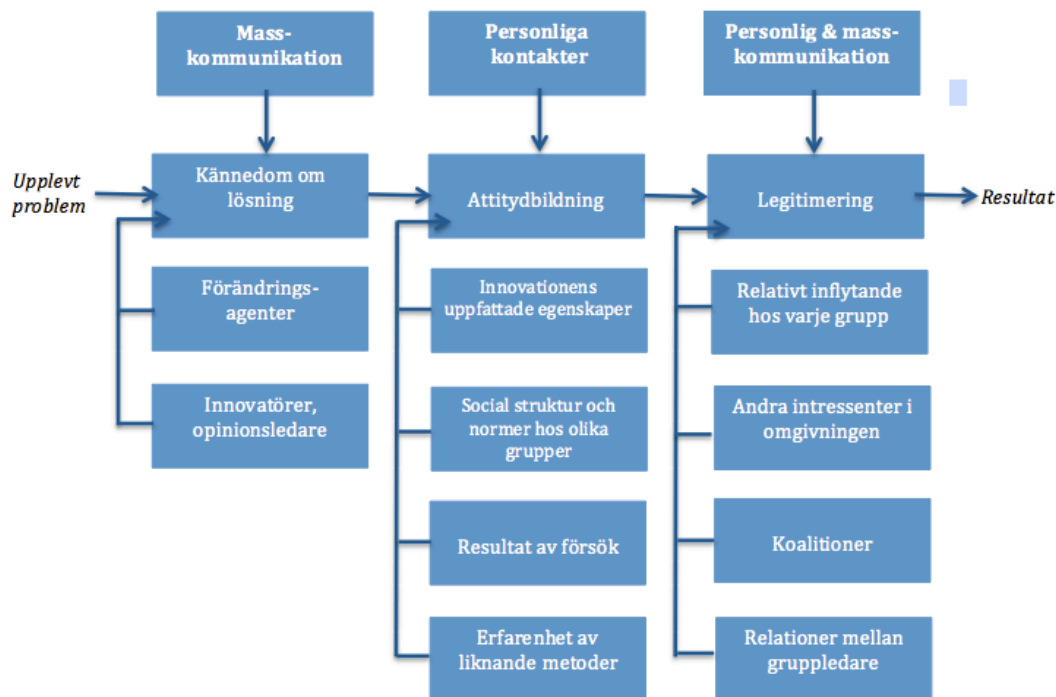 Mass-
kommunikation
Personliga
kontakter
Personlig & mass-
kommunikation
Upplevt
problem
Kännedom om
lösning
Attitydbildning
Legitimering
Resultat
Förändrings-
agenter
Innovatörer,
opinionsledare
Innovationens
uppfattade egenskaper
Social struktur och
normer hos olika
grupper
Resultat av försök
Erfarenhet av
liknande metoder
Relativt inflytande
hos varje grupp
Andra intressenter i
omgivningen
Koalitioner
Relationer mellan
gruppledare